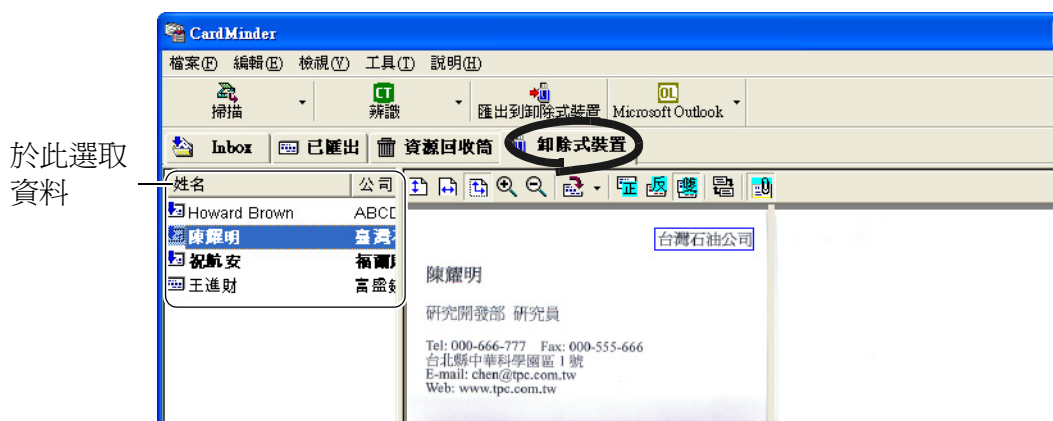 CardMinder
檔案(F) 編輯(E) 檢視(V) 工具(T) 說明(H)
掃描 辨識 匯出到卸除式裝置 Microsoft Outlook
Inbox 已匯出 資源回收筒 卸除式裝置
於此選取
資料
姓名 公司
Howard Brown ABCD
陳耀明 臺灣
祝航安 福爾
王進財 富盛
正 反 雙
台灣石油公司
陳耀明
研究開發部 研究員
Tel: 000-666-777 Fax: 000-555-666
台北縣中華科學園區 1 號
E-mail: chen@tpc.com.tw
Web: www.tpc.com.tw